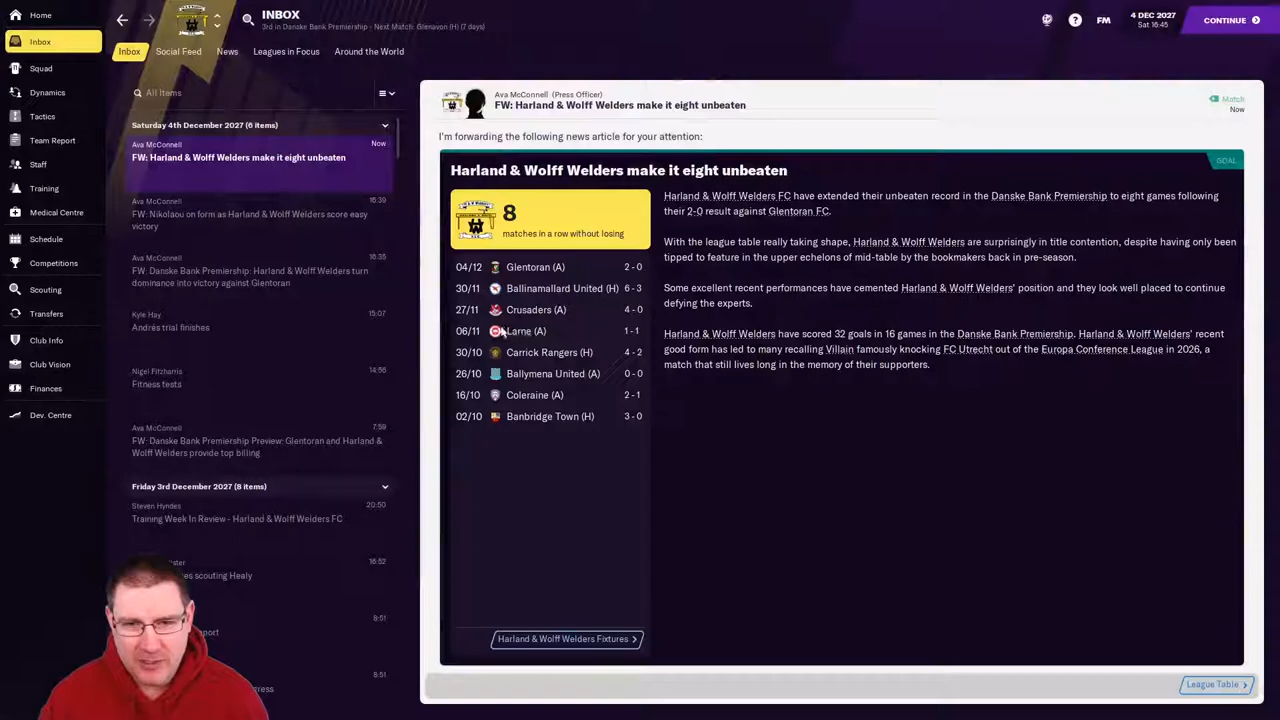 Home
Inbox
Squad
Dynamics
Tactics
Team Report
Staff
Training
Medical Centre
Schedule
Competitions
Scouting
Transfers
Club Info
Club Vision
Finances
Dev. Centre
INBOX
3rd in Danske Bank Premiership - Next Match: Glenavon (H) (7 days)
FM
4 DEC 2027
Sat 16:45
CONTINUE
Inbox
Social Feed
News
Leagues in Focus
Around the World
All Items
Saturday 4th December 2027 (6 items)
Ava McConnell
Now
FW: Harland & Wolff Welders make it eight unbeaten
Ava McConnell
16:39
FW: Nikolaou on form as Harland & Wolff Welders score easy
victory
Ava McConnell
16:35
FW: Danske Bank Premiership: Harland & Wolff Welders turn
dominance into victory against Glentoran
Kyle Hay
15:07
Andrés trial finishes
Nigel Fitzharris
14:56
Fitness tests
Ava McConnell
7:59
FW: Danske Bank Premiership Preview: Glentoran and Harland &
Wolff Welders provide top billing
Friday 3rd December 2027 (8 items)
Steven Hyndes
20:50
Training Week In Review - Harland & Wolff Welders FC
16:52
scouting Healy
8:51
8:51
Ava McConnell (Press Officer)
FW: Harland & Wolff Welders make it eight unbeaten
Match
Now
I'm forwarding the following news article for your attention:
Harland & Wolff Welders make it eight unbeaten
GOAL
8
matches in a row without losing
04/12 Glentoran (A) 2 - 0
30/11 Ballinamallard United (H) 6 - 3
27/11 Crusaders (A) 4 - 0
06/11 Larne (A) 1 - 1
30/10 Carrick Rangers (H) 4 - 2
26/10 Ballymena United (A) 0 - 0
16/10 Coleraine (A) 2 - 1
02/10 Banbridge Town (H) 3 - 0
Harland & Wolff Welders Fixtures
Harland & Wolff Welders FC have extended their unbeaten record in the Danske Bank Premiership to eight games following
their 2-0 result against Glentoran FC.
With the league table really taking shape, Harland & Wolff Welders are surprisingly in title contention, despite having only been
tipped to feature in the upper echelons of mid-table by the bookmakers back in pre-season.
Some excellent recent performances have cemented Harland & Wolff Welders' position and they look well placed to continue
defying the experts.
Harland & Wolff Welders have scored 32 goals in 16 games in the Danske Bank Premiership. Harland & Wolff Welders' recent
good form has led to many recalling Villain famously knocking FC Utrecht out of the Europa Conference League in 2026, a
match that still lives long in the memory of their supporters.
League Table